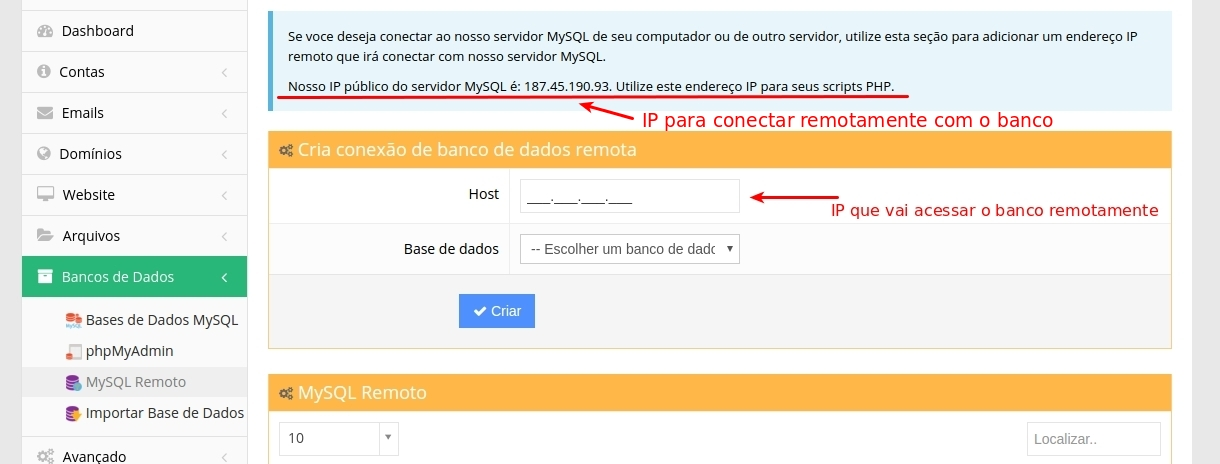 Dashboard
Contas
Emails
Domínios
Website
Arquivos
Bancos de Dados
Bases de Dados MySQL
phpMyAdmin
MySQL Remoto
Importar Base de Dados
Avançado
Se voce deseja conectar ao nosso servidor MySQL de seu computador ou de outro servidor, utilize esta seção para adicionar um endereço IP
remoto que irá conectar com nosso servidor MySQL.
Nosso IP público do servidor MySQL é: 187.45.190.93. Utilize este endereço IP para seus scripts PHP.
IP para conectar remotamente com o banco
Cria conexão de banco de dados remota
Host ___.___.___.___
IP que vai acessar o banco remotamente
Base de dados -- Escolher um banco de dadc
Criar
MySQL Remoto
10 Localizar..